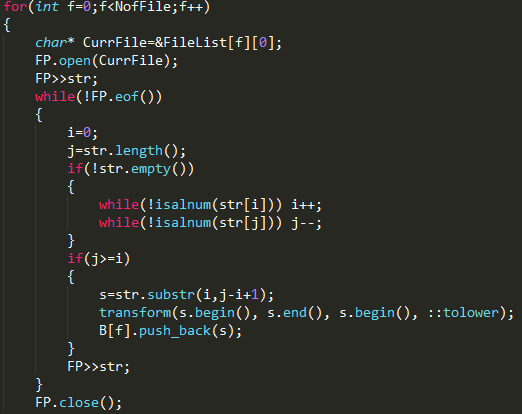 for(int f=0;f<NofFile;f++)
{
char* CurrFile=&FileList[f][0];
FP.open(CurrFile);
FP>>str;
while(!FP.eof())
{
i=0;
j=str.length();
if(!str.empty())
{
while(!isalnum(str[i])) i++;
while(!isalnum(str[j])) j--;
}
if(j>=i)
{
s=str.substr(i,j-i+1);
transform(s.begin(), s.end(), s.begin(), ::tolower);
B[f].push_back(s);
}
FP>>str;
}
FP.close();